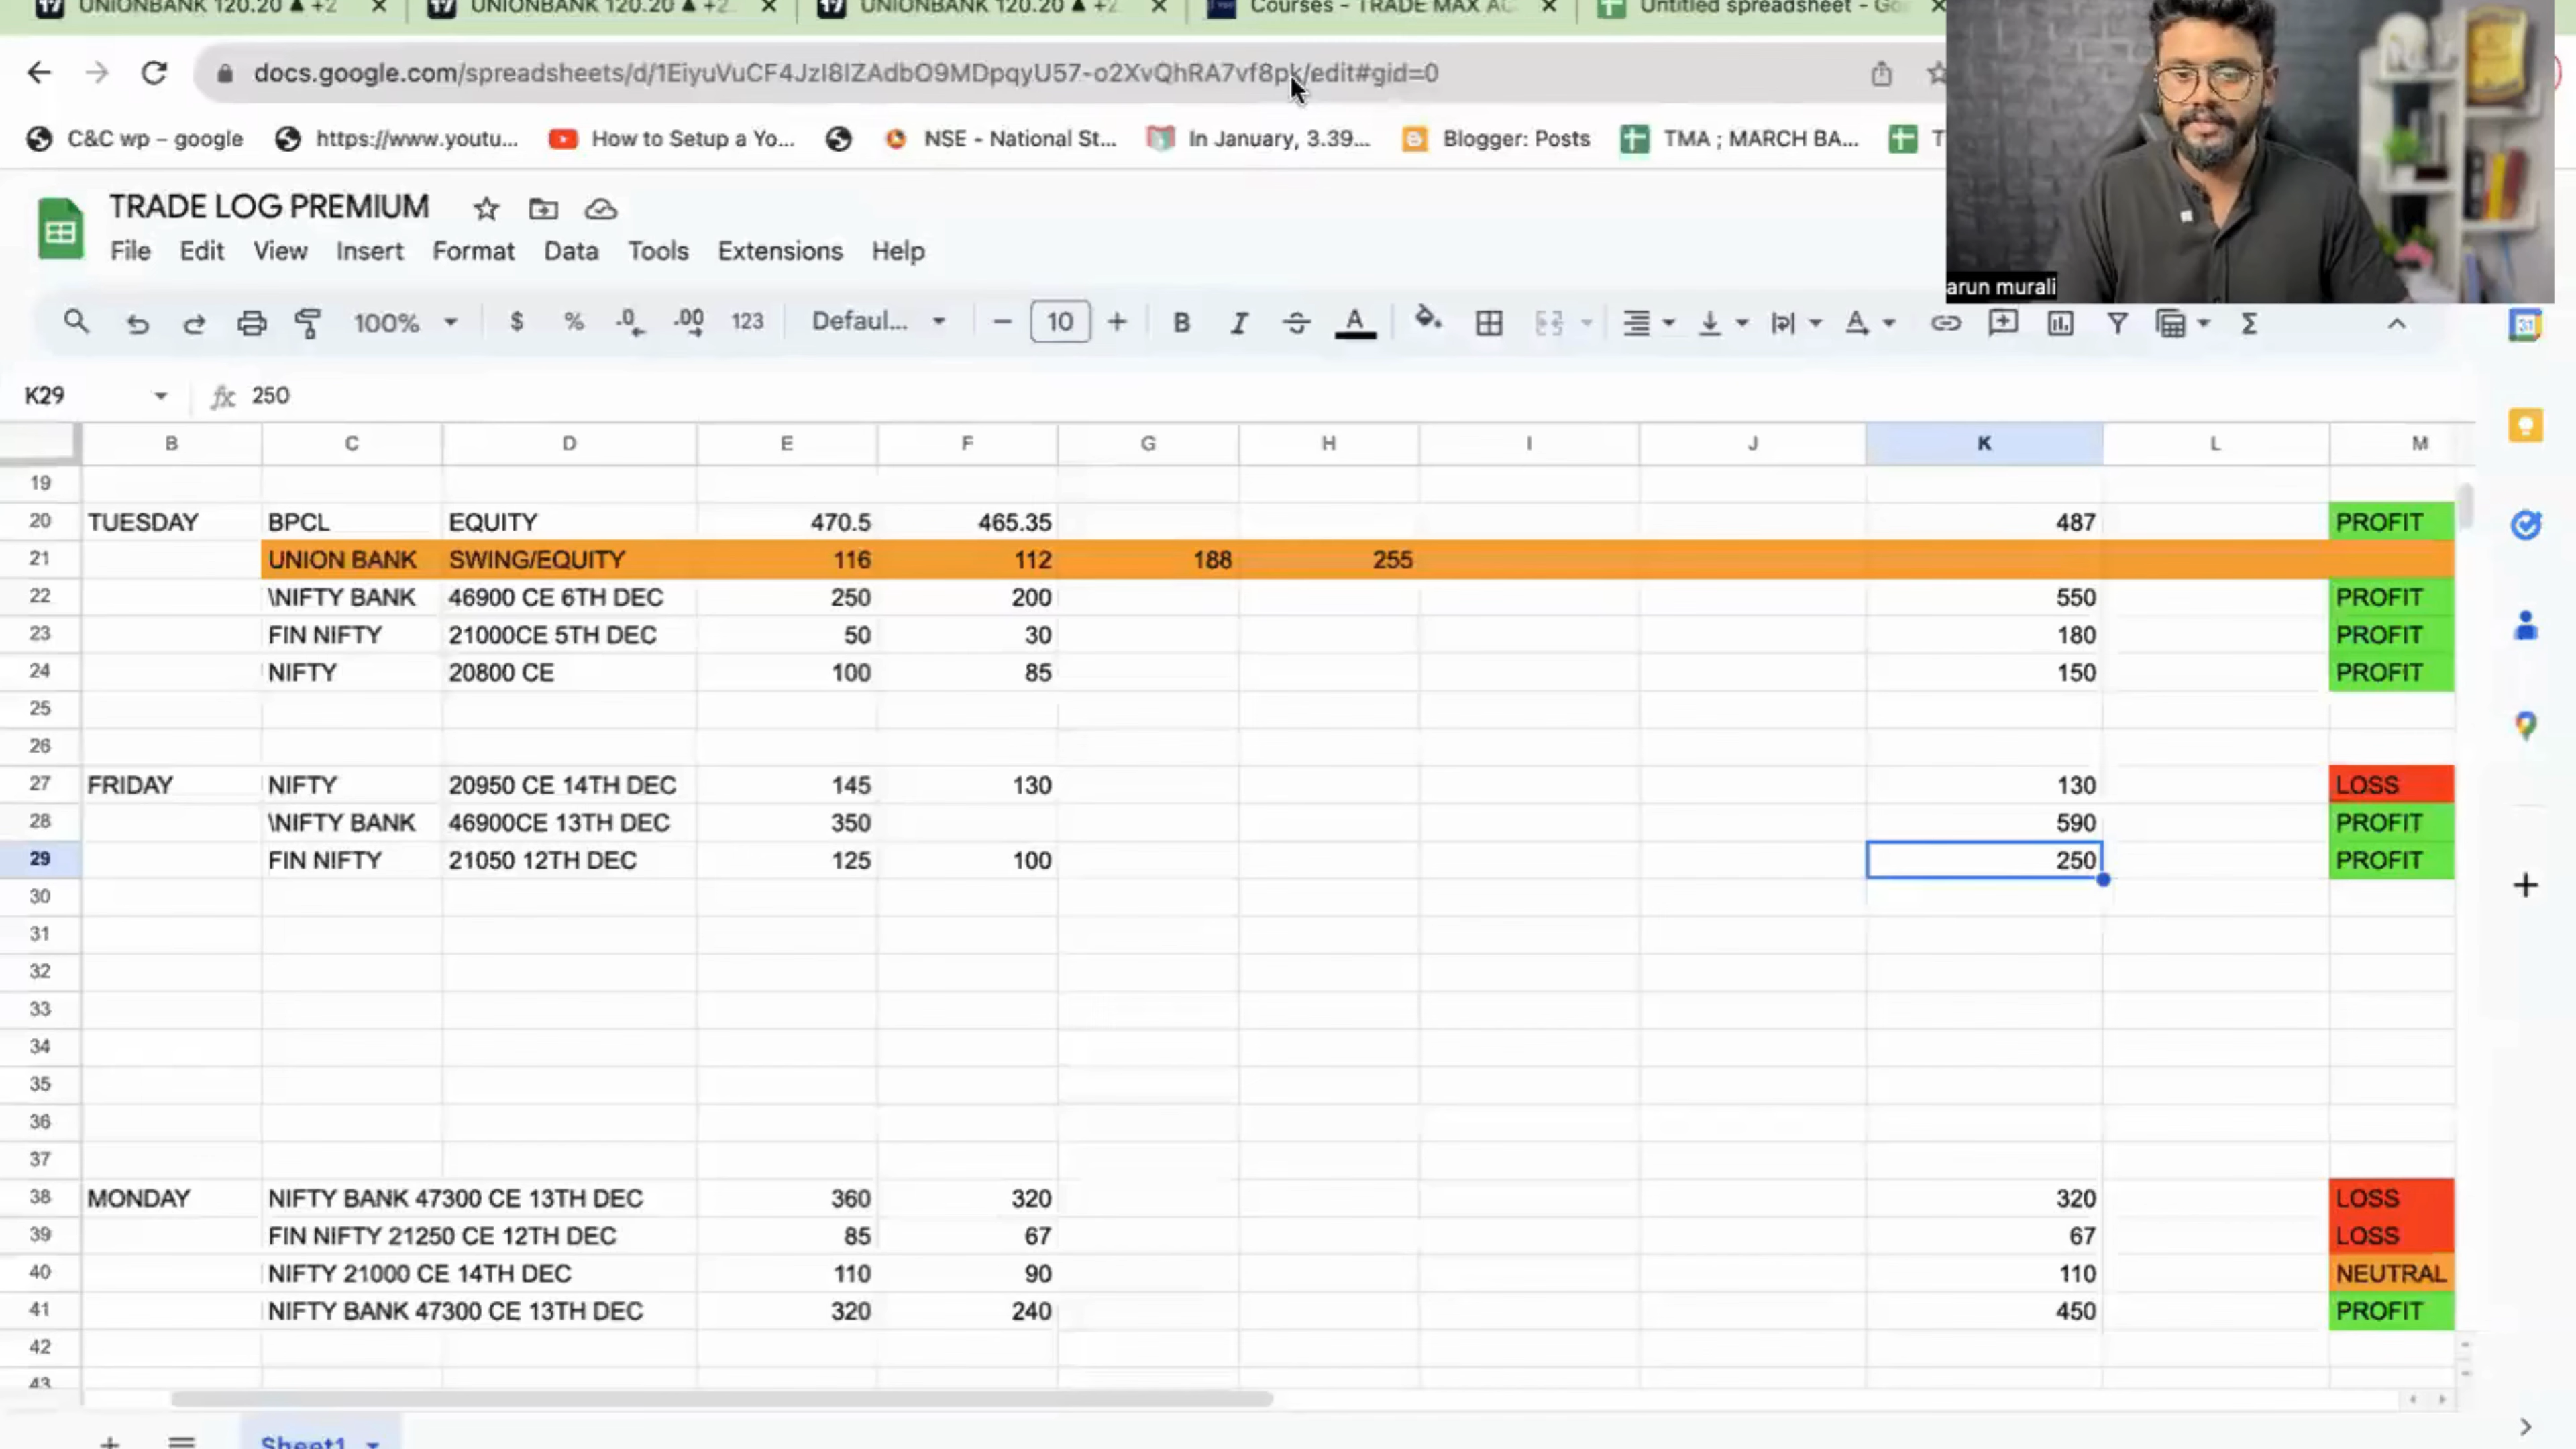 UNIONBANK 120.20 ▲ +2 UNIONBANK 120.20 ▲ +2 UNIONBANK 120.20 ▲ +2 Courses - TRADE MAX AC Untitled spreadsheet - Go
docs.google.com/spreadsheets/d/1EiyuVuCF4JzI8IZAdbO9MDpqyU57-o2XvQhRA7vf8pk/edit#gid=0
C&C wp – google https://www.youtu... How to Setup a Yo... NSE - National St... In January, 3.39... Blogger: Posts TMA ; MARCH BA... T
TRADE LOG PREMIUM
File Edit View Insert Format Data Tools Extensions Help
arun murali
100% $ % .0 .00 123 Defaul... — 10 + B I S A Σ 31
K29 fx 250
B C D E F G H I J K L M
19
20 TUESDAY BPCL EQUITY 470.5 465.35 487 PROFIT
21 UNION BANK SWING/EQUITY 116 112 188 255
22 \NIFTY BANK 46900 CE 6TH DEC 250 200 550 PROFIT
23 FIN NIFTY 21000CE 5TH DEC 50 30 180 PROFIT
24 NIFTY 20800 CE 100 85 150 PROFIT
25
26
27 FRIDAY NIFTY 20950 CE 14TH DEC 145 130 130 LOSS
28 \NIFTY BANK 46900CE 13TH DEC 350 590 PROFIT
29 FIN NIFTY 21050 12TH DEC 125 100 250 PROFIT
30
31
32
33
34
35
36
37
38 MONDAY NIFTY BANK 47300 CE 13TH DEC 360 320 320 LOSS
39 FIN NIFTY 21250 CE 12TH DEC 85 67 67 LOSS
40 NIFTY 21000 CE 14TH DEC 110 90 110 NEUTRAL
41 NIFTY BANK 47300 CE 13TH DEC 320 240 450 PROFIT
42
43
Sheet1